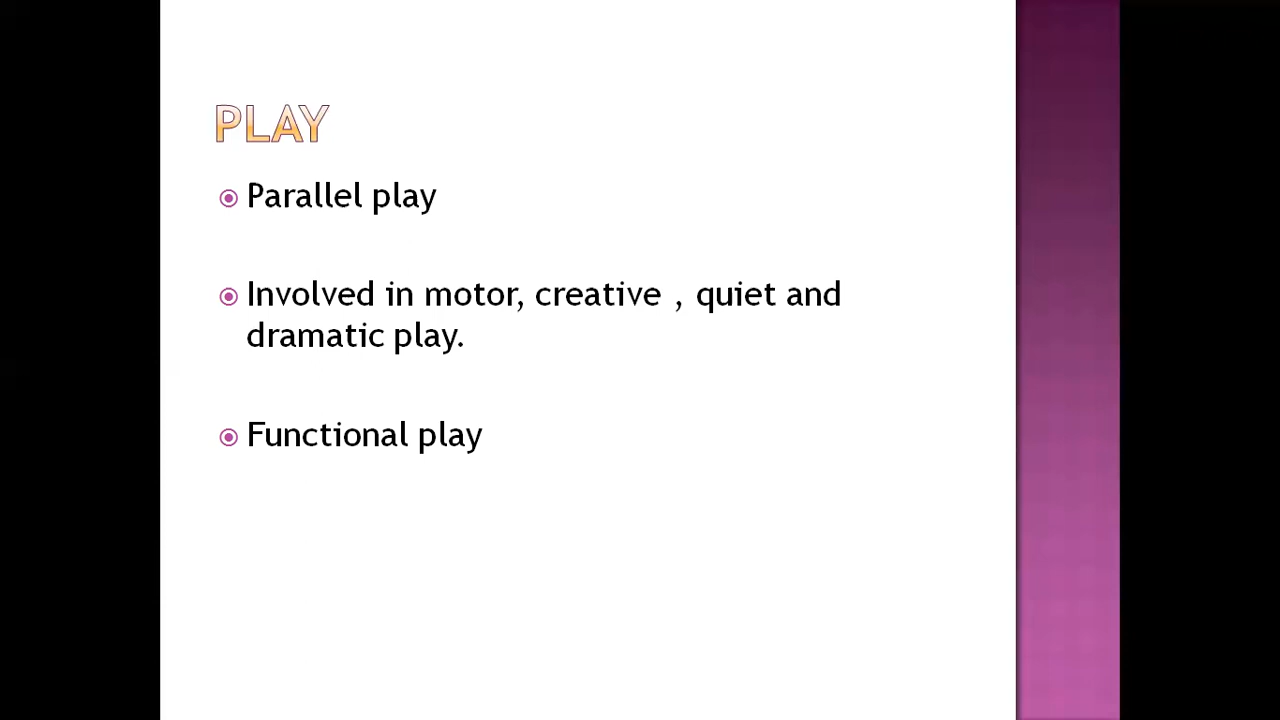 PLAY
Parallel play
Involved in motor, creative , quiet and
dramatic play.
Functional play